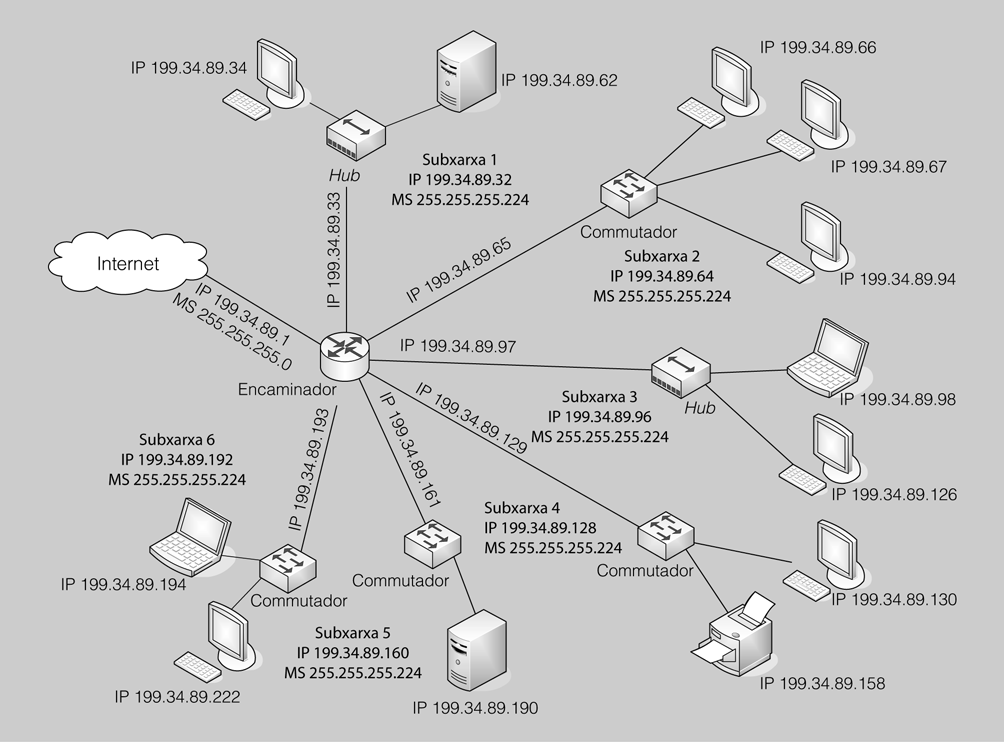 IP 199.34.89.34
IP 199.34.89.62
IP 199.34.89.66
IP 199.34.89.67
Hub
Subxarxa 1
IP 199.34.89.32
MS 255.255.255.224
IP 199.34.89.33
Commutador
Subxarxa 2
IP 199.34.89.64
MS 255.255.255.224
IP 199.34.89.65
IP 199.34.89.94
Internet
IP 199.34.89.1
MS 255.255.255.0
Encaminador
IP 199.34.89.97
Subxarxa 3
IP 199.34.89.96
MS 255.255.255.224
Hub
IP 199.34.89.98
IP 199.34.89.126
IP 199.34.89.129
Subxarxa 4
IP 199.34.89.128
MS 255.255.255.224
Commutador
IP 199.34.89.130
IP 199.34.89.158
IP 199.34.89.161
Commutador
Subxarxa 5
IP 199.34.89.160
MS 255.255.255.224
IP 199.34.89.190
IP 199.34.89.193
Subxarxa 6
IP 199.34.89.192
MS 255.255.255.224
IP 199.34.89.194
Commutador
IP 199.34.89.222